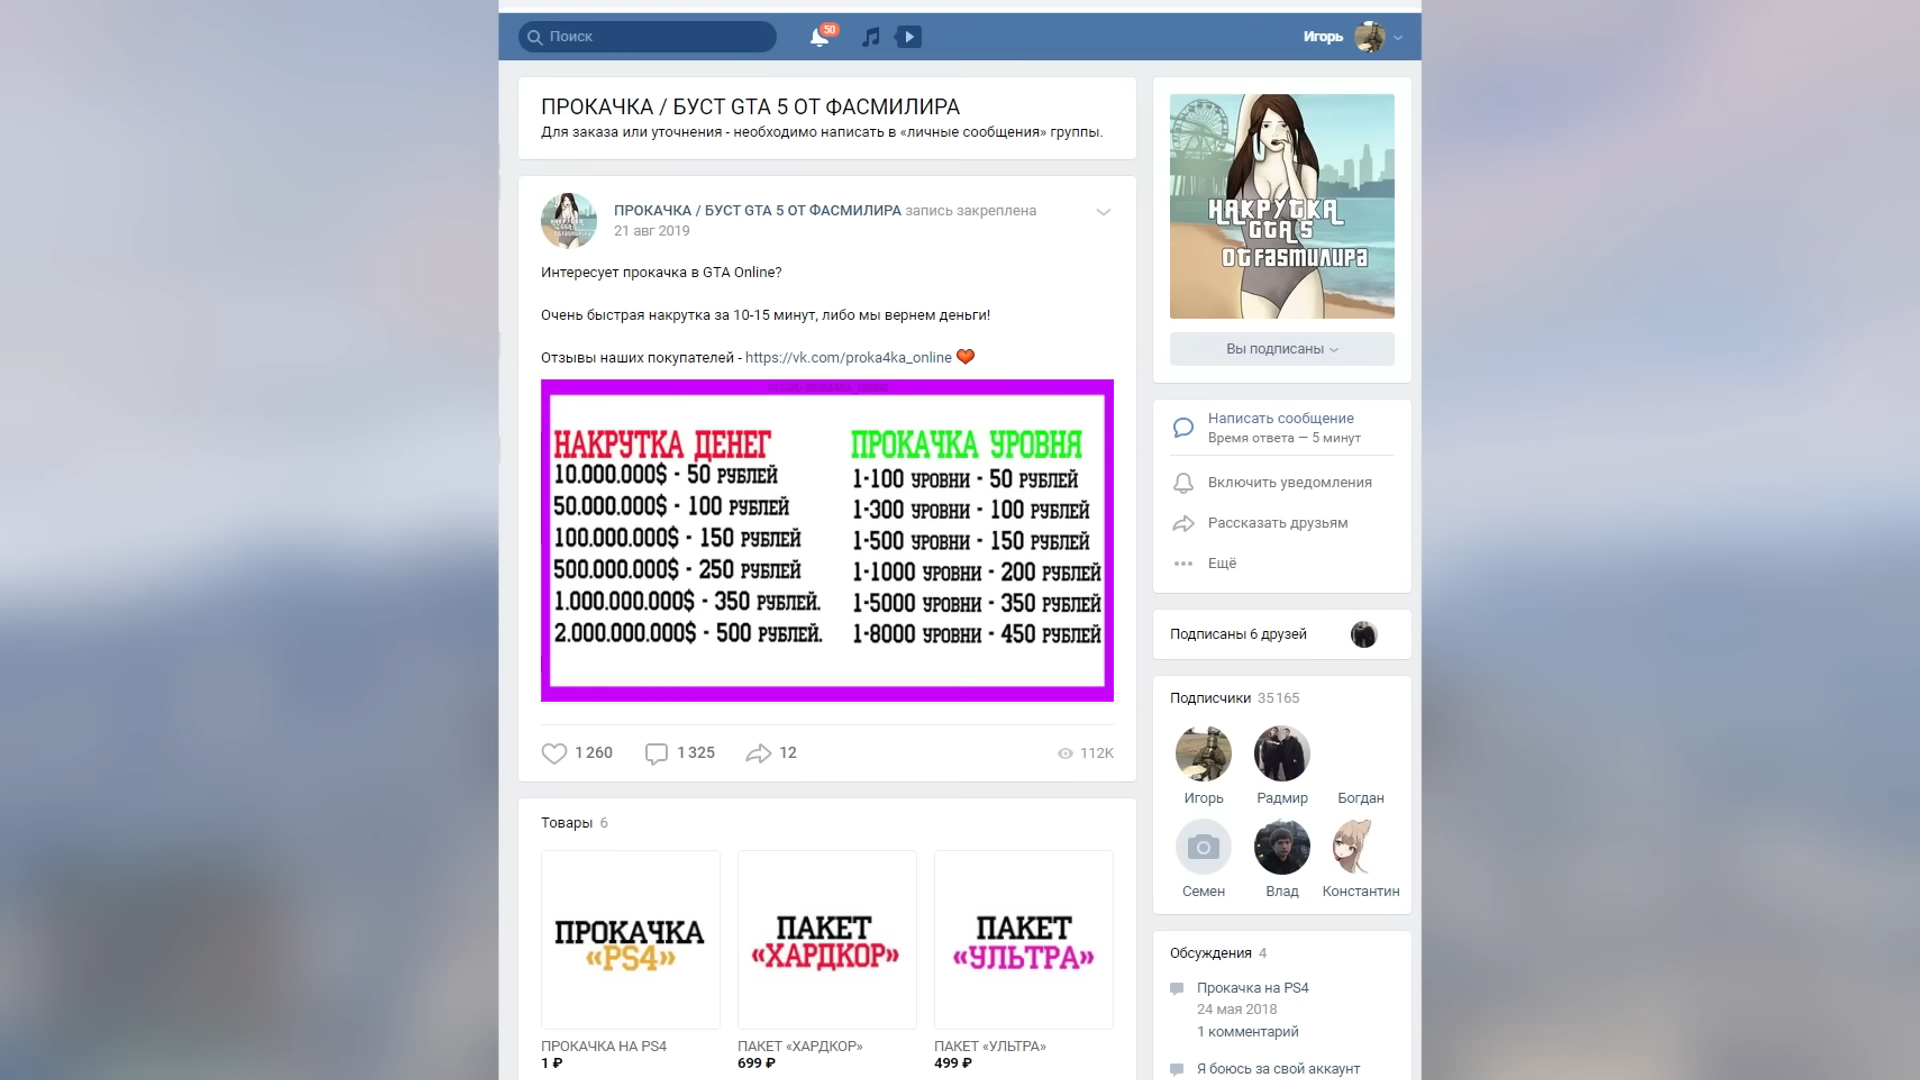 Поиск
50
Игорь
ПРОКАЧКА / БУСТ GTA 5 ОТ ФАСМИЛИРА
Для заказа или уточнения - необходимо написать в «личные сообщения» группы.
ПРОКАЧКА / БУСТ GTA 5 ОТ ФАСМИЛИРА запись закреплена
21 авг 2019
Интересует прокачка в GTA Online?
Очень быстрая накрутка за 10-15 минут, либо мы вернем деньги!
Отзывы наших покупателей - https://vk.com/proka4ka_online
НАКРУТКА ДЕНЕГ
10.000.000$ - 50 РУБЛЕЙ
50.000.000$ - 100 РУБЛЕЙ
100.000.000$ - 150 РУБЛЕЙ
500.000.000$ - 250 РУБЛЕЙ
1.000.000.000$ - 350 РУБЛЕЙ.
2.000.000.000$ - 500 РУБЛЕЙ.
ПРОКАЧКА УРОВНЯ
1-100 УРОВНИ - 50 РУБЛЕЙ
1-300 УРОВНИ - 100 РУБЛЕЙ
1-500 УРОВНИ - 150 РУБЛЕЙ
1-1000 УРОВНИ - 200 РУБЛЕЙ
1-5000 УРОВНИ - 350 РУБЛЕЙ
1-8000 УРОВНИ - 450 РУБЛЕЙ
1 260
1 325
12
112K
Товары 6
ПРОКАЧКА
«PS4»
ПАКЕТ
«ХАРДКОР»
ПАКЕТ
«УЛЬТРА»
ПРОКАЧКА НА PS4
1 ₽
ПАКЕТ «ХАРДКОР»
699 ₽
ПАКЕТ «УЛЬТРА»
499 ₽
НАКРУТКА
GTA 5
OT FASMИЛИРА
Вы подписаны
Написать сообщение
Время ответа — 5 минут
Включить уведомления
Рассказать друзьям
Ещё
Подписаны 6 друзей
Подписчики 35 165
Игорь
Радмир
Богдан
Семен
Влад
Константин
Обсуждения 4
Прокачка на PS4
24 мая 2018
1 комментарий
Я боюсь за свой аккаунт